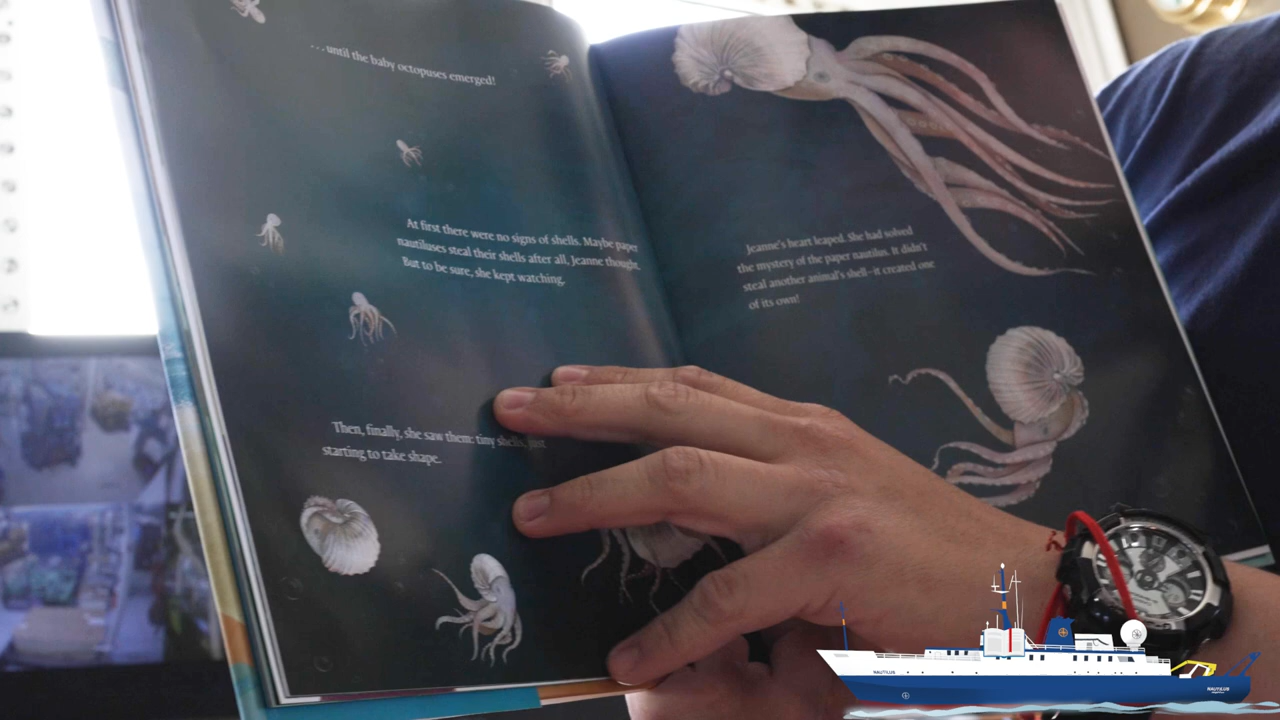 ...until the baby octopuses emerged!
At first there were no signs of shells. Maybe paper
nautiluses steal their shells after all, Jeanne thought.
But to be sure, she kept watching.
Then, finally, she saw them: tiny shells, just
starting to take shape.
Jeanne's heart leaped. She had solved
the mystery of the paper nautilus. It didn't
steal another animal's shell–it created one
of its own!
NAUTILUS
NAUTILUS